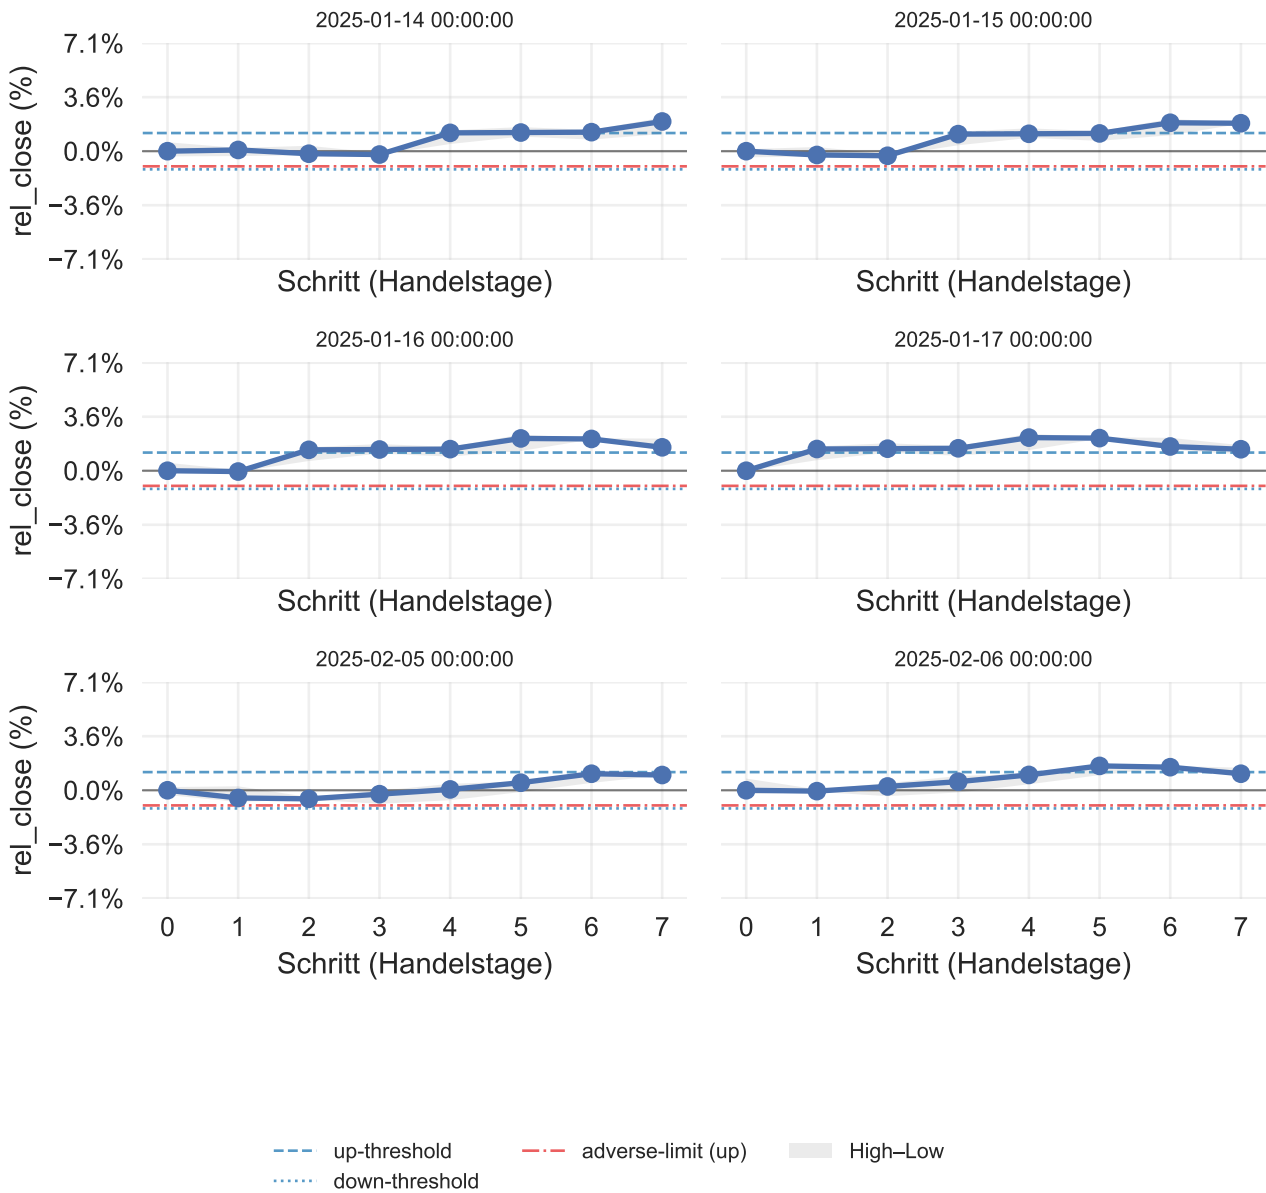 2025-01-14 00:00:00
2025-01-15 00:00:00
7.1%
3.6%
0.0%
−3.6%
−7.1%
rel_close (%)
Schritt (Handelstage)
Schritt (Handelstage)
2025-01-16 00:00:00
2025-01-17 00:00:00
7.1%
3.6%
0.0%
−3.6%
−7.1%
rel_close (%)
Schritt (Handelstage)
Schritt (Handelstage)
2025-02-05 00:00:00
2025-02-06 00:00:00
7.1%
3.6%
0.0%
−3.6%
−7.1%
rel_close (%)
0 1 2 3 4 5 6 7
0 1 2 3 4 5 6 7
Schritt (Handelstage)
Schritt (Handelstage)
up-threshold
adverse-limit (up)
High–Low
down-threshold